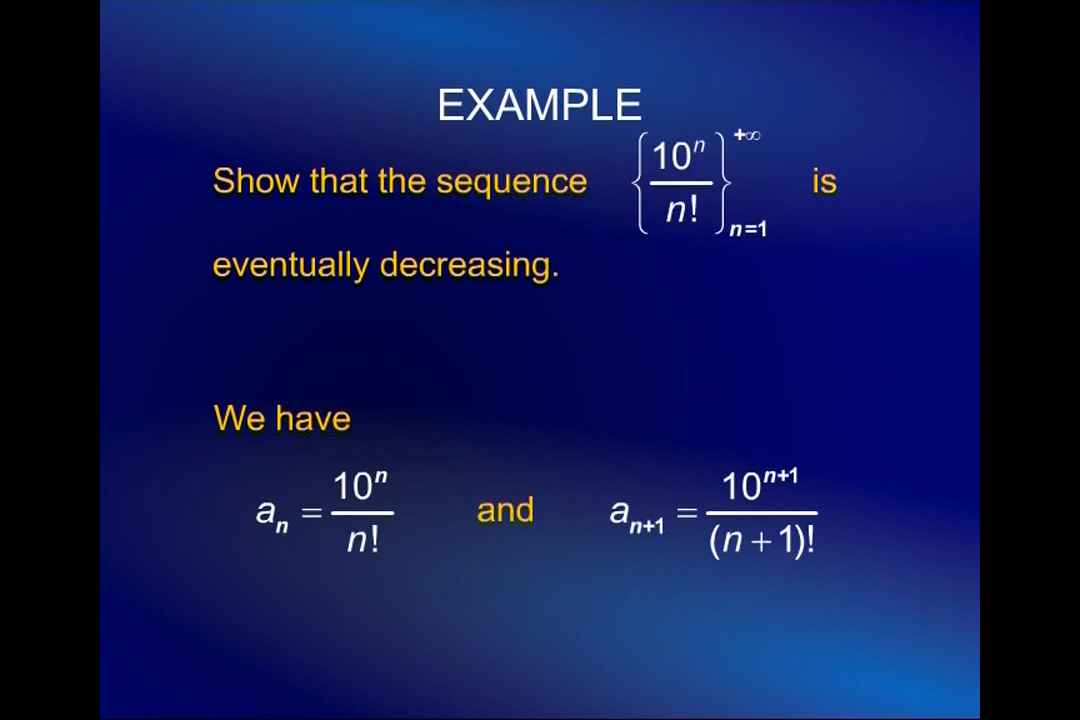 EXAMPLE
Show that the sequence {10^n / n!}_{n=1}^{+∞} is
eventually decreasing.
We have
a_n = 10^n / n! and a_{n+1} = 10^{n+1} / (n+1)!